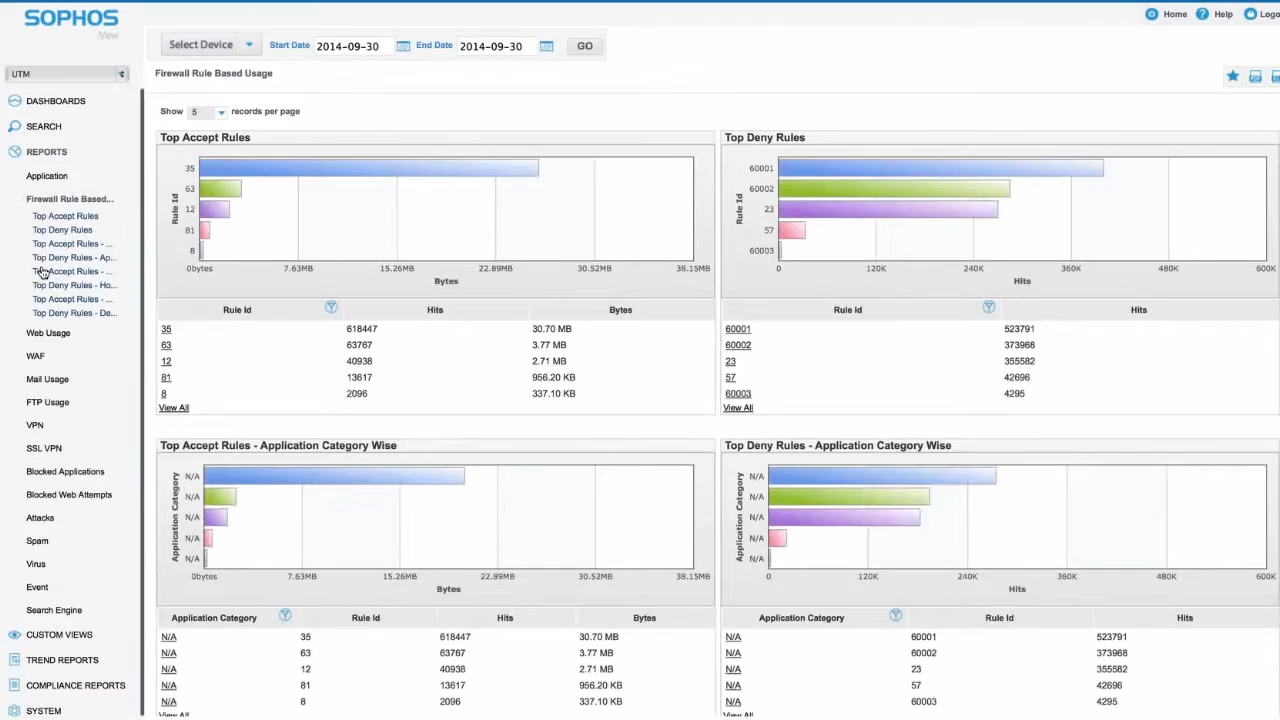 SOPHOS
iView
Home Help Logo
Select Device Start Date 2014-09-30 End Date 2014-09-30 GO
UTM
Firewall Rule Based Usage
DASHBOARDS
SEARCH
REPORTS
Application
Firewall Rule Based...
Top Accept Rules
Top Deny Rules
Top Accept Rules - ...
Top Deny Rules - Ap...
Top Accept Rules - ...
Top Deny Rules - Ho...
Top Accept Rules - ...
Top Deny Rules - De...
Web Usage
WAF
Mail Usage
FTP Usage
VPN
SSL VPN
Blocked Applications
Blocked Web Attempts
Attacks
Spam
Virus
Event
Search Engine
CUSTOM VIEWS
TREND REPORTS
COMPLIANCE REPORTS
SYSTEM
Show 5 records per page
Top Accept Rules
Rule Id
35
63
12
81
8
0bytes 7.63MB 15.26MB 22.89MB 30.52MB 38.15MB
Bytes
Rule Id Hits Bytes
35 618447 30.70 MB
63 63767 3.77 MB
12 40938 2.71 MB
81 13617 956.20 KB
8 2096 337.10 KB
View All
Top Deny Rules
Rule Id
60001
60002
23
57
60003
0 120K 240K 360K 480K 600K
Hits
Rule Id Hits
60001 523791
60002 373968
23 355582
57 42696
60003 4295
View All
Top Accept Rules - Application Category Wise
Application Category
N/A
N/A
N/A
N/A
N/A
0bytes 7.63MB 15.26MB 22.89MB 30.52MB 38.15MB
Bytes
Application Category Rule Id Hits Bytes
N/A 35 618447 30.70 MB
N/A 63 63767 3.77 MB
N/A 12 40938 2.71 MB
N/A 81 13617 956.20 KB
N/A 8 2096 337.10 KB
View All
Top Deny Rules - Application Category Wise
Application Category
N/A
N/A
N/A
N/A
N/A
0 120K 240K 360K 480K 600K
Hits
Application Category Rule Id Hits
N/A 60001 523791
N/A 60002 373968
N/A 23 355582
N/A 57 42696
N/A 60003 4295
View All